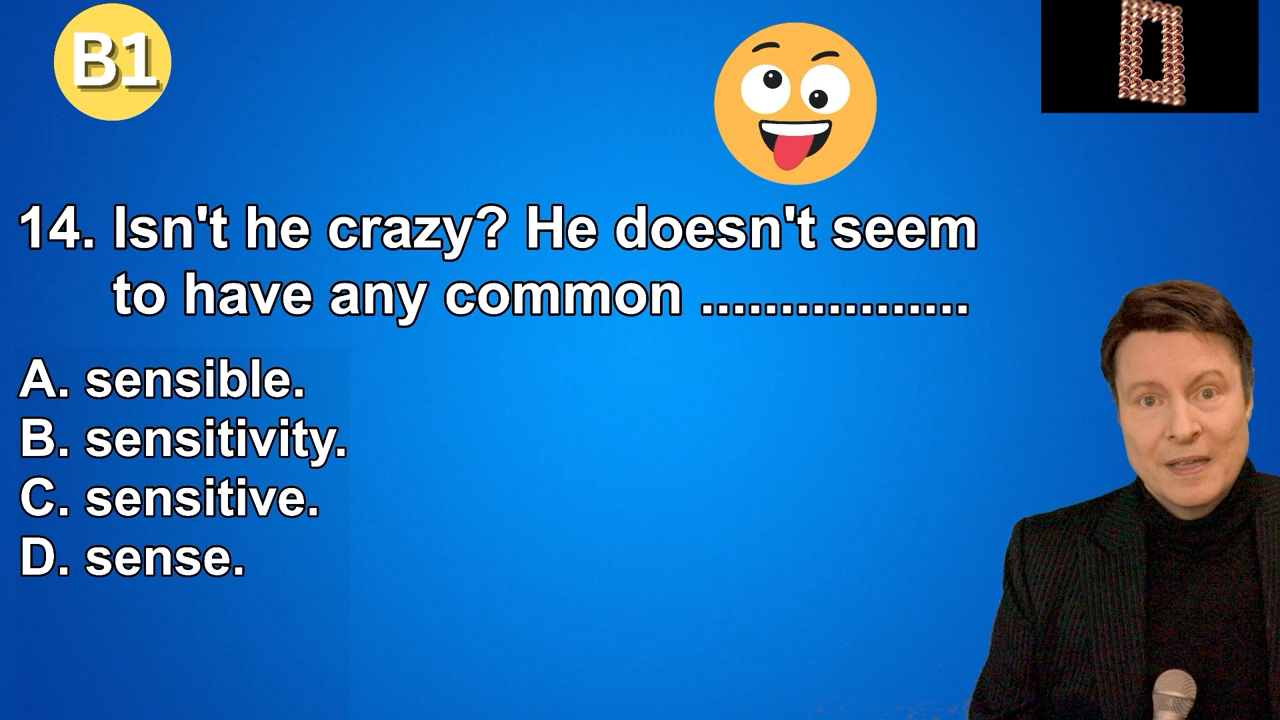 B1
14. Isn't he crazy? He doesn't seem
to have any common .................
A. sensible.
B. sensitivity.
C. sensitive.
D. sense.